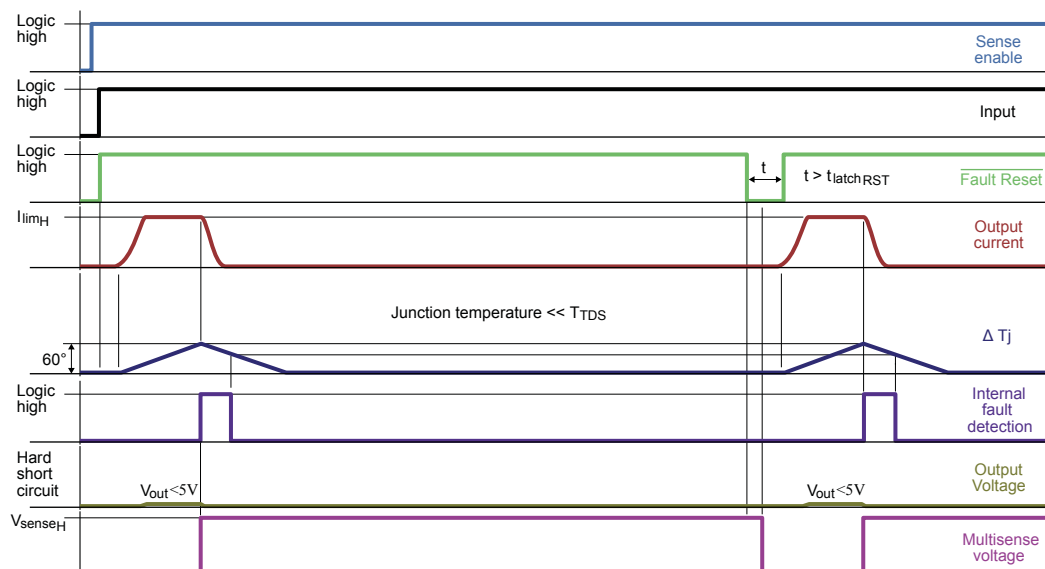 Logic
high
Sense
enable
Logic
high
Input
Logic
high
t
t > tlatchRST
Fault Reset
IlimH
Output
current
Junction temperature << TTDS
60°
Δ Tj
Logic
high
Internal
fault
detection
Hard
short
circuit
Vout<5V
Vout<5V
Output
Voltage
VsenseH
Multisense
voltage